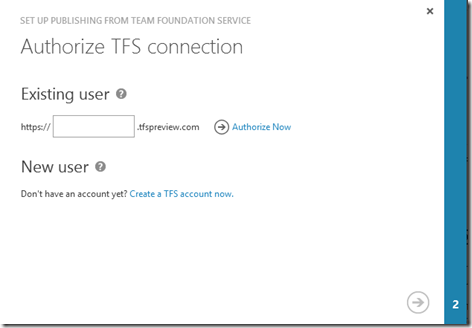 SET UP PUBLISHING FROM TEAM FOUNDATION SERVICE
Authorize TFS connection
Existing user ?
https:// .tfspreview.com Authorize Now
New user ?
Don't have an account yet? Create a TFS account now.
2